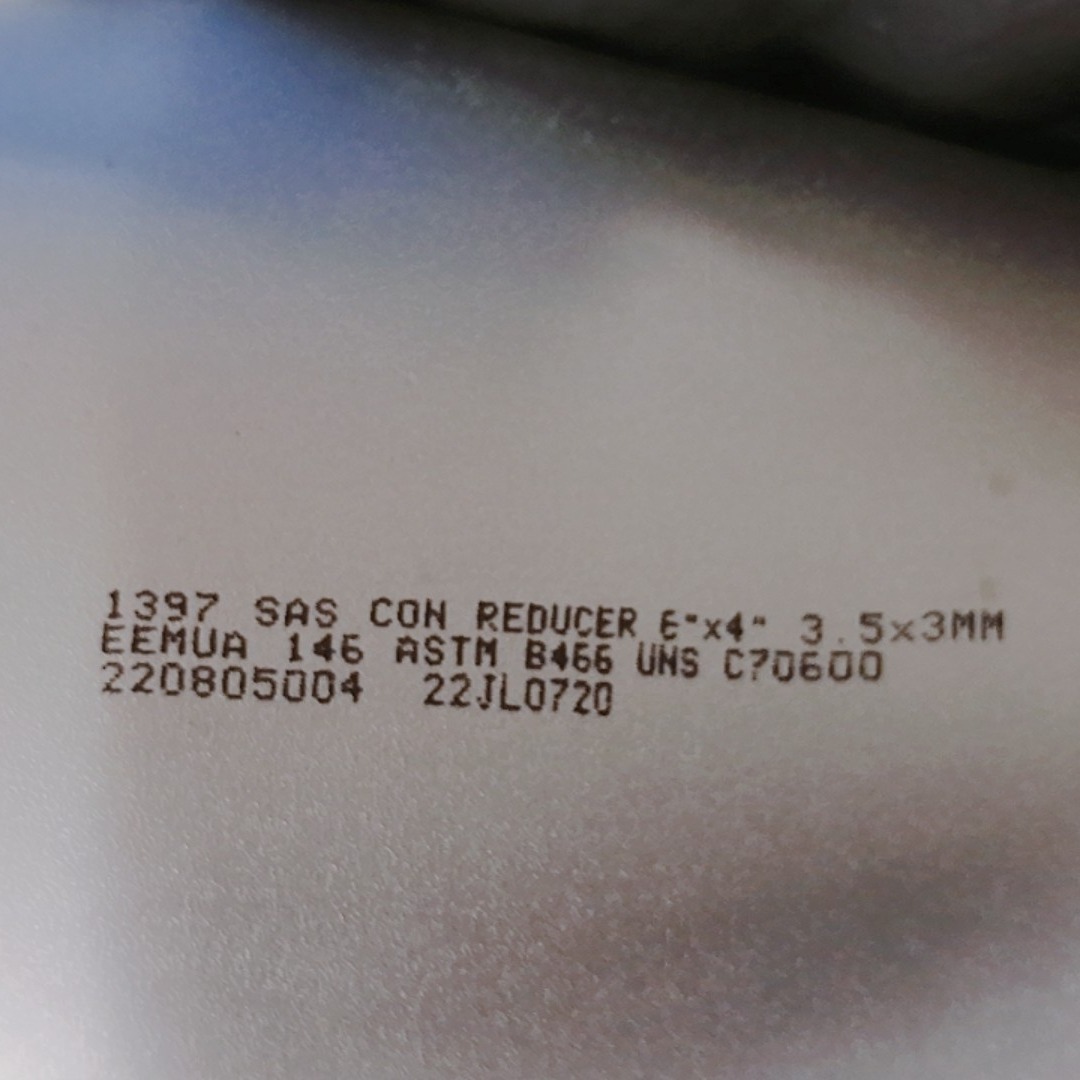 1397 SAS CON REDUCER 6"x4" 3.5x3MM
EEMUA 146 ASTM B466 UNS C70600
220805004 22JL0720